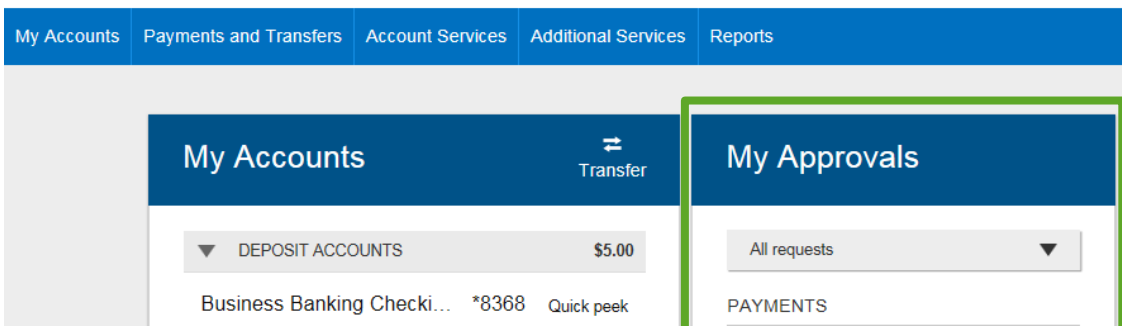 My Accounts Payments and Transfers Account Services Additional Services Reports
My Accounts
Transfer
DEPOSIT ACCOUNTS $5.00
Business Banking Checki... *8368 Quick peek
My Approvals
All requests
PAYMENTS